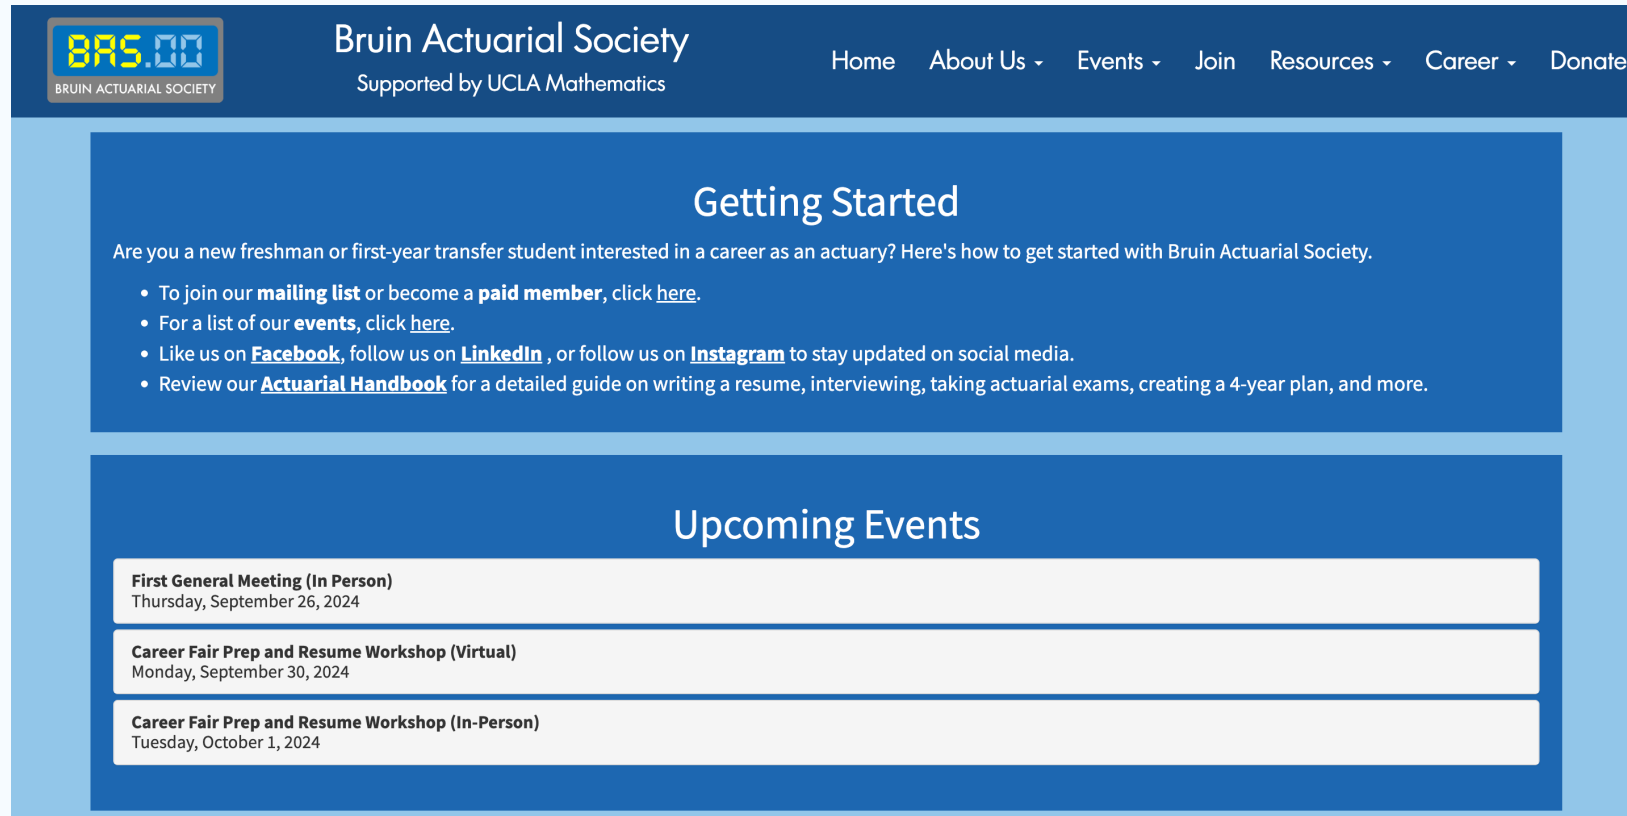 BAS.00
BRUIN ACTUARIAL SOCIETY
Bruin Actuarial Society
Supported by UCLA Mathematics
Home About Us Events Join Resources Career Donate
Getting Started
Are you a new freshman or first-year transfer student interested in a career as an actuary? Here's how to get started with Bruin Actuarial Society.
• To join our mailing list or become a paid member, click here.
• For a list of our events, click here.
• Like us on Facebook, follow us on LinkedIn , or follow us on Instagram to stay updated on social media.
• Review our Actuarial Handbook for a detailed guide on writing a resume, interviewing, taking actuarial exams, creating a 4-year plan, and more.
Upcoming Events
First General Meeting (In Person)
Thursday, September 26, 2024
Career Fair Prep and Resume Workshop (Virtual)
Monday, September 30, 2024
Career Fair Prep and Resume Workshop (In-Person)
Tuesday, October 1, 2024